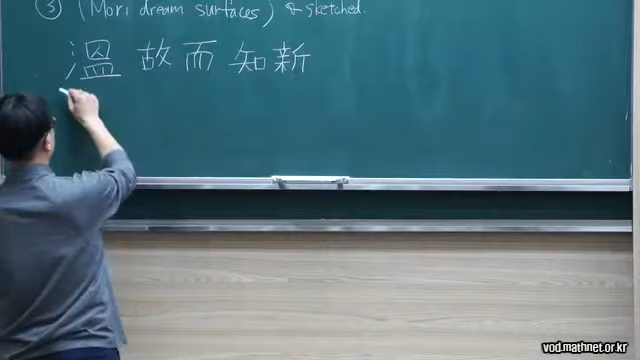 ③ (Mori dream surfaces) sketched.
溫故而知新
vod.mathnet.or.kr